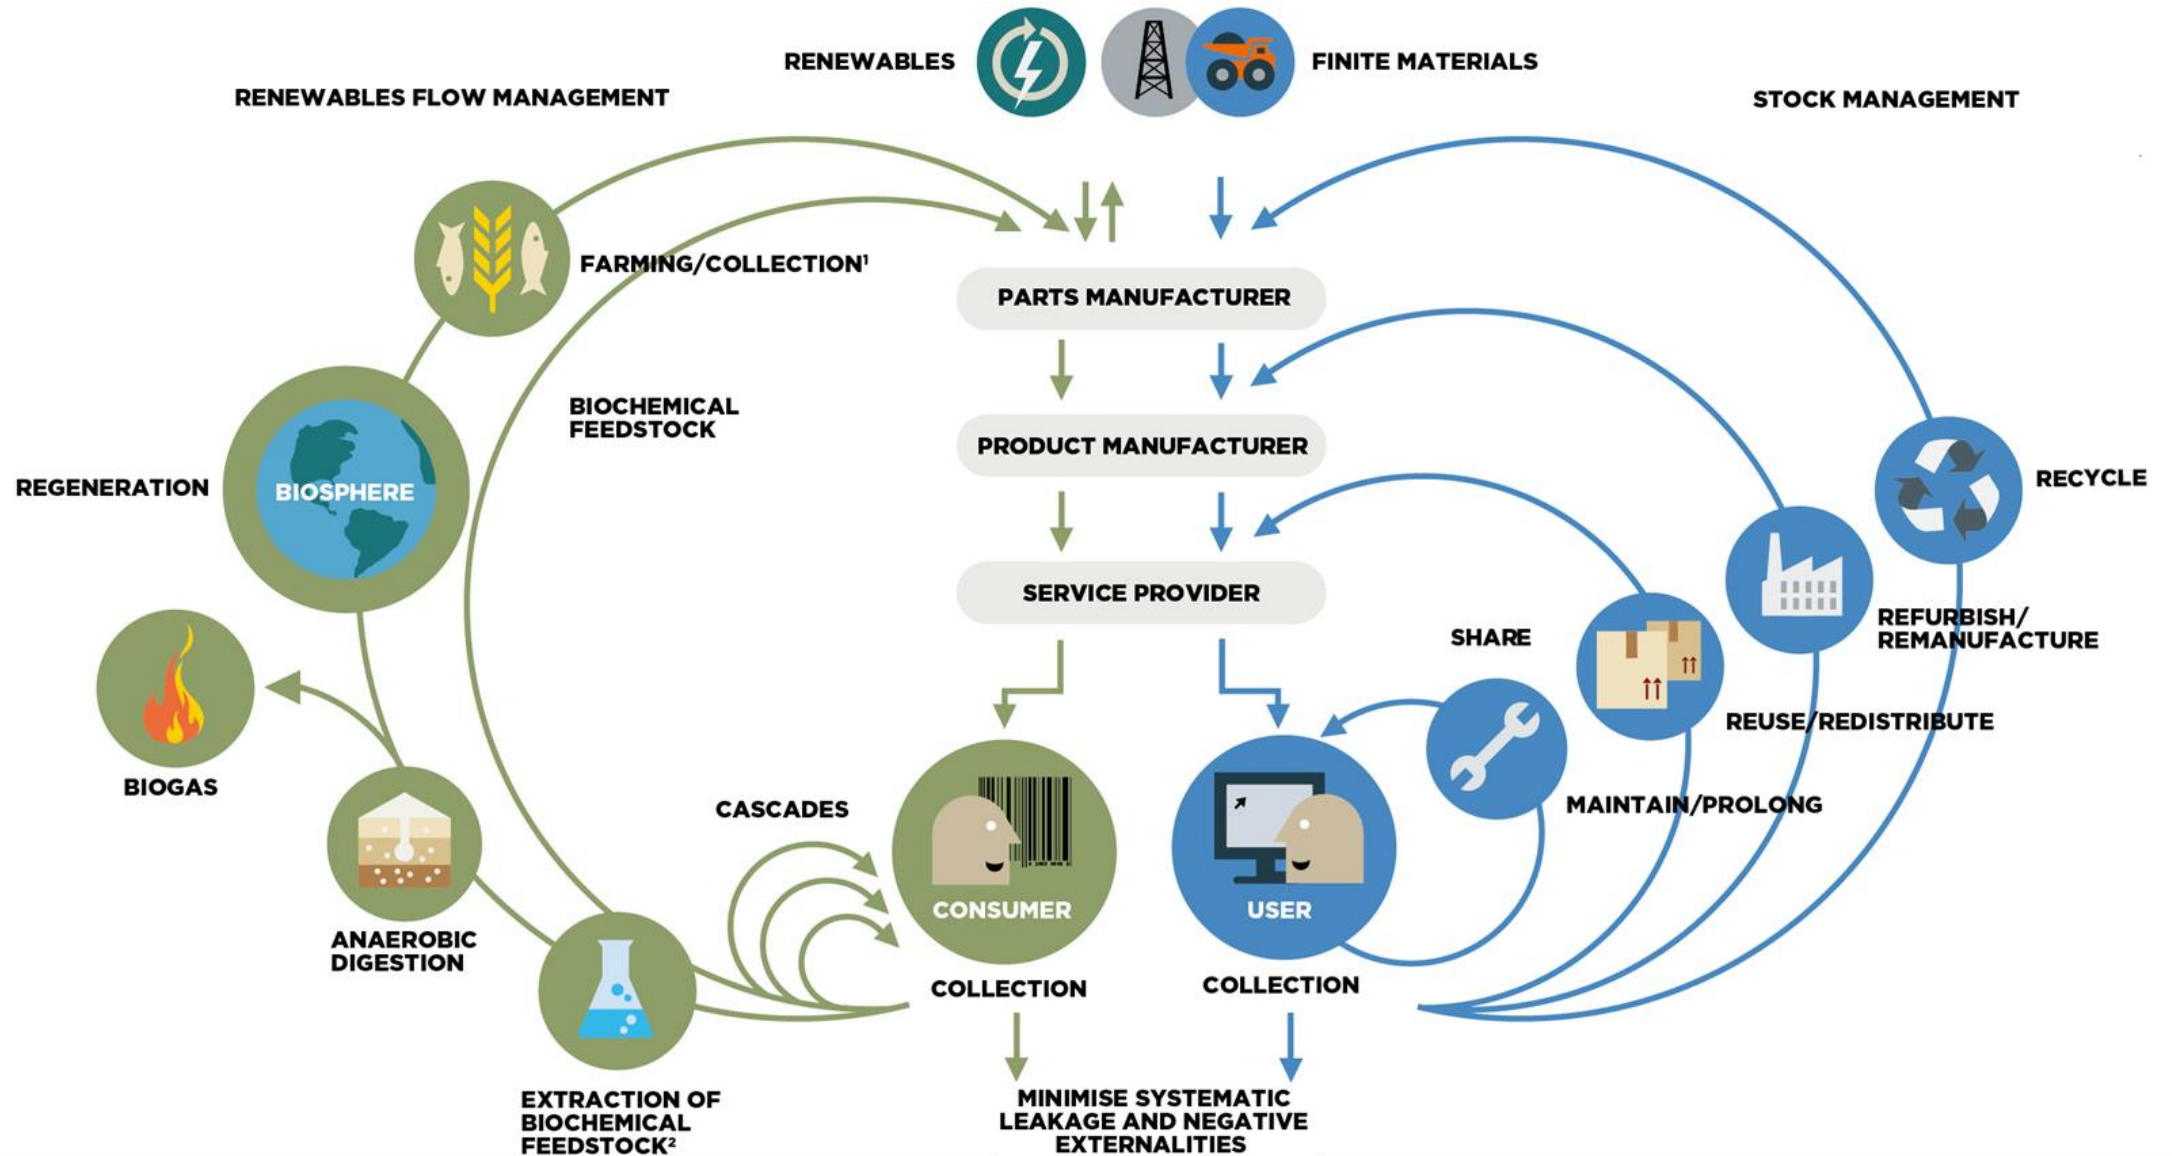 RENEWABLES
FINITE MATERIALS
RENEWABLES FLOW MANAGEMENT
STOCK MANAGEMENT
FARMING/COLLECTION¹
PARTS MANUFACTURER
BIOCHEMICAL
FEEDSTOCK
PRODUCT MANUFACTURER
REGENERATION
BIOSPHERE
RECYCLE
SERVICE PROVIDER
SHARE
REFURBISH/
REMANUFACTURE
REUSE/REDISTRIBUTE
BIOGAS
CASCADES
MAINTAIN/PROLONG
CONSUMER
USER
ANAEROBIC
DIGESTION
COLLECTION
COLLECTION
EXTRACTION OF
BIOCHEMICAL
FEEDSTOCK²
MINIMISE SYSTEMATIC
LEAKAGE AND NEGATIVE
EXTERNALITIES